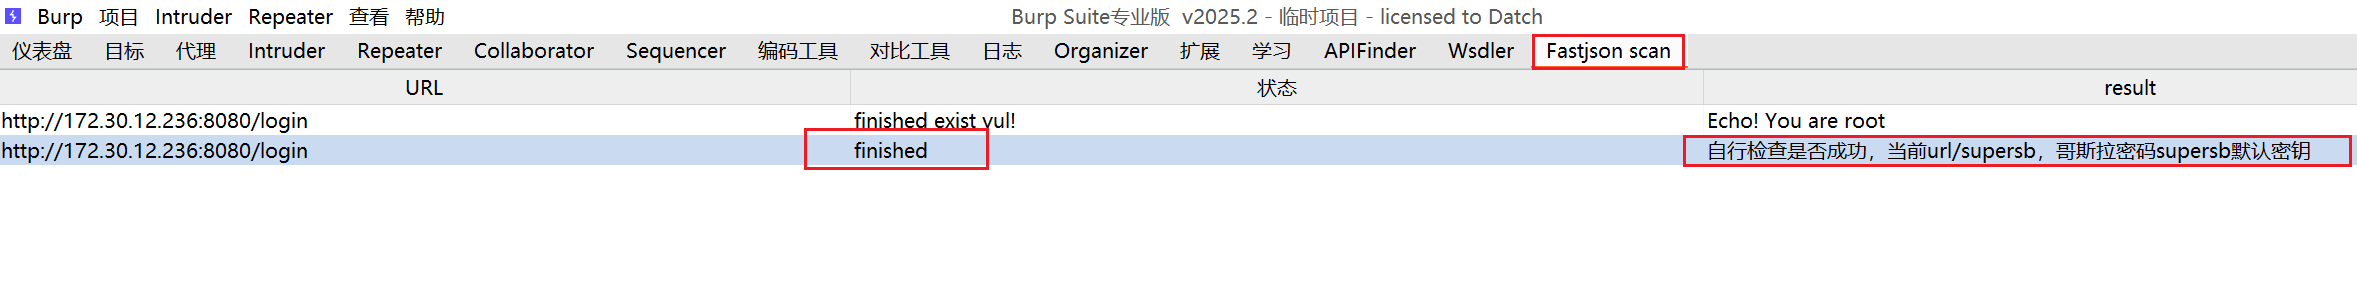 Burp 项目 Intruder Repeater 查看 帮助 Burp Suite专业版 v2025.2 - 临时项目 - licensed to Datch
仪表盘 目标 代理 Intruder Repeater Collaborator Sequencer 编码工具 对比工具 日志 Organizer 扩展 学习 APIFinder Wsdler Fastjson scan
URL 状态 result
http://172.30.12.236:8080/login finished exist vul! Echo! You are root
http://172.30.12.236:8080/login finished 自行检查是否成功，当前url/supersb，哥斯拉密码supersb默认密钥